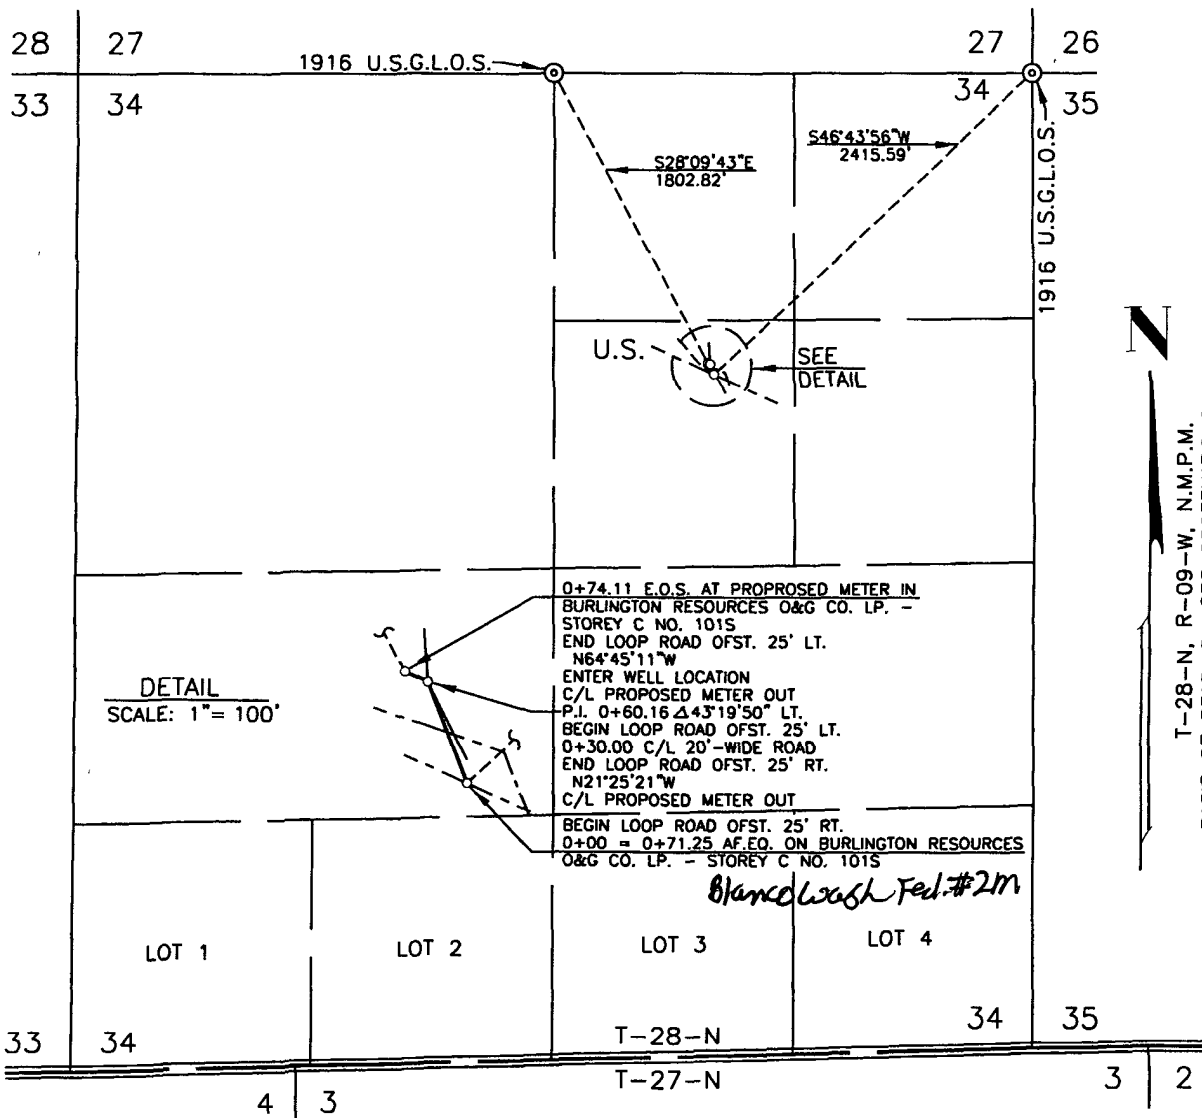 28 27
27 26
1916 U.S.G.L.O.S.
33 34
34 35
S46°43'56"W
2415.59'
S28°09'43"E
1802.82'
1916 U.S.G.L.O.S.
N
U.S.
SEE
DETAIL
T-28-N, R-09-W, N.M.P.M.
DETAIL
SCALE: 1"= 100'
0+74.11 E.O.S. AT PROPROSED METER IN
BURLINGTON RESOURCES O&G CO. LP. -
STOREY C NO. 101S
END LOOP ROAD OFST. 25' LT.
N64°45'11"W
ENTER WELL LOCATION
C/L PROPOSED METER OUT
P.I. 0+60.16 Δ43°19'50" LT.
BEGIN LOOP ROAD OFST. 25' LT.
0+30.00 C/L 20'-WIDE ROAD
END LOOP ROAD OFST. 25' RT.
N21°25'21"W
C/L PROPOSED METER OUT
BEGIN LOOP ROAD OFST. 25' RT.
0+00 = 0+71.25 AF.EQ. ON BURLINGTON RESOURCES
O&G CO. LP. - STOREY C NO. 101S
Blanco Wash Fed. #2M
LOT 1
LOT 2
LOT 3
LOT 4
33 34
T-28-N
34 35
T-27-N
4 3
3 2